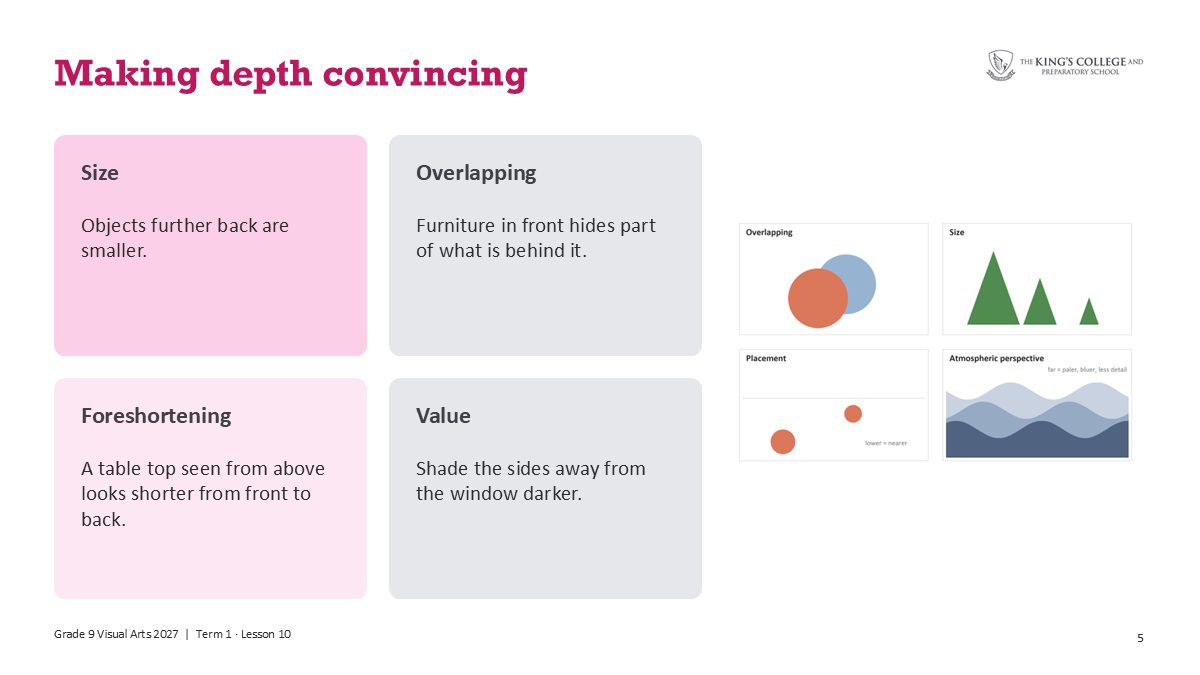 Making depth convincing
THE KING'S COLLEGE AND
PREPARATORY SCHOOL
Size
Objects further back are
smaller.
Overlapping
Furniture in front hides part
of what is behind it.
Foreshortening
A table top seen from above
looks shorter from front to
back.
Value
Shade the sides away from
the window darker.
Overlapping
Size
Placement
lower = nearer
Atmospheric perspective
far = paler, bluer, less detail
Grade 9 Visual Arts 2027 | Term 1 · Lesson 10
5